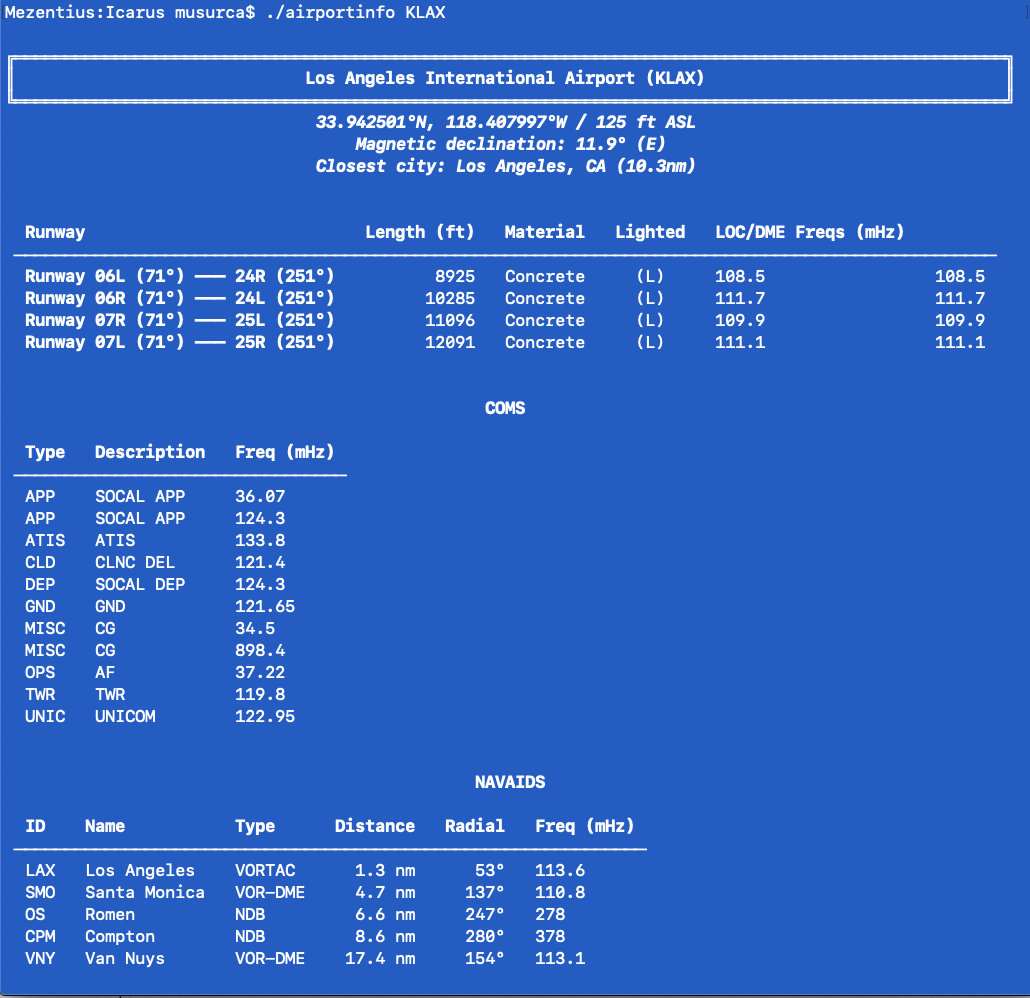 Mezentius:Icarus musurca$ ./airportinfo KLAX
Los Angeles International Airport (KLAX)
33.942501°N, 118.407997°W / 125 ft ASL
Magnetic declination: 11.9° (E)
Closest city: Los Angeles, CA (10.3nm)
Runway Length (ft) Material Lighted LOC/DME Freqs (mHz)
Runway 06L (71°) ——— 24R (251°) 8925 Concrete (L) 108.5 108.5
Runway 06R (71°) ——— 24L (251°) 10285 Concrete (L) 111.7 111.7
Runway 07R (71°) ——— 25L (251°) 11096 Concrete (L) 109.9 109.9
Runway 07L (71°) ——— 25R (251°) 12091 Concrete (L) 111.1 111.1
COMS
Type Description Freq (mHz)
APP SOCAL APP 36.07
APP SOCAL APP 124.3
ATIS ATIS 133.8
CLD CLNC DEL 121.4
DEP SOCAL DEP 124.3
GND GND 121.65
MISC CG 34.5
MISC CG 898.4
OPS AF 37.22
TWR TWR 119.8
UNIC UNICOM 122.95
NAVAIDS
ID Name Type Distance Radial Freq (mHz)
LAX Los Angeles VORTAC 1.3 nm 53° 113.6
SMO Santa Monica VOR-DME 4.7 nm 137° 110.8
OS Romen NDB 6.6 nm 247° 278
CPM Compton NDB 8.6 nm 280° 378
VNY Van Nuys VOR-DME 17.4 nm 154° 113.1